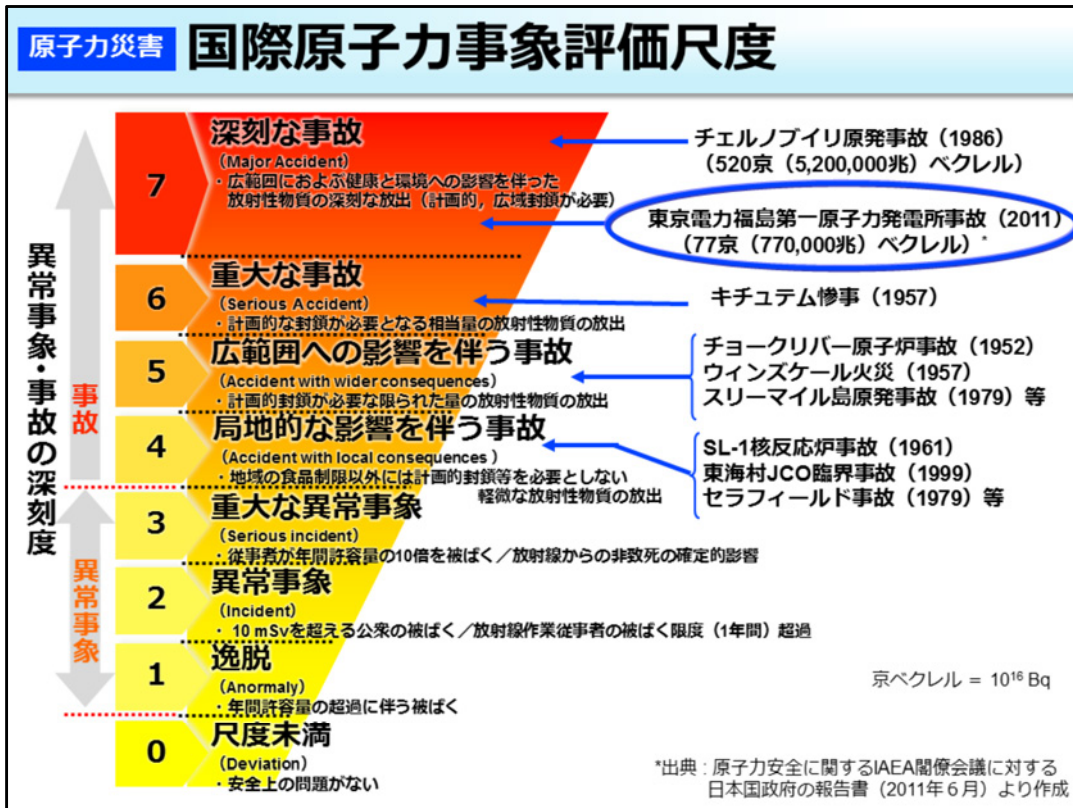 原子力災害 国際原子力事象評価尺度
異常事象・事故の深刻度
事故
異常事象
7
深刻な事故
(Major Accident)
・広範囲におよぶ健康と環境への影響を伴った
放射性物質の深刻な放出（計画的，広域封鎖が必要）
チェルノブイリ原発事故（1986）
（520京（5,200,000兆）ベクレル）
東京電力福島第一原子力発電所事故（2011）
（77京（770,000兆）ベクレル）*
6
重大な事故
(Serious Accident)
・計画的な封鎖が必要となる相当量の放射性物質の放出
キチュテム惨事（1957）
5
広範囲への影響を伴う事故
(Accident with wider consequences)
・計画的封鎖が必要な限られた量の放射性物質の放出
チョークリバー原子炉事故（1952）
ウィンズケール火災（1957）
スリーマイル島原発事故（1979）等
4
局地的な影響を伴う事故
(Accident with local consequences )
・地域の食品制限以外には計画的封鎖等を必要としない
軽微な放射性物質の放出
SL-1核反応炉事故（1961）
東海村JCO臨界事故（1999）
セラフィールド事故（1979）等
3
重大な異常事象
(Serious incident)
・従事者が年間許容量の10倍を被ばく／放射線からの非致死の確定的影響
2
異常事象
(Incident)
・10 mSvを超える公衆の被ばく／放射線作業従事者の被ばく限度（1年間）超過
1
逸脱
(Anormaly)
・年間許容量の超過に伴う被ばく
京ベクレル = 10¹⁶ Bq
0
尺度未満
(Deviation)
・安全上の問題がない
*出典：原子力安全に関するIAEA閣僚会議に対する
日本国政府の報告書（2011年６月）より作成